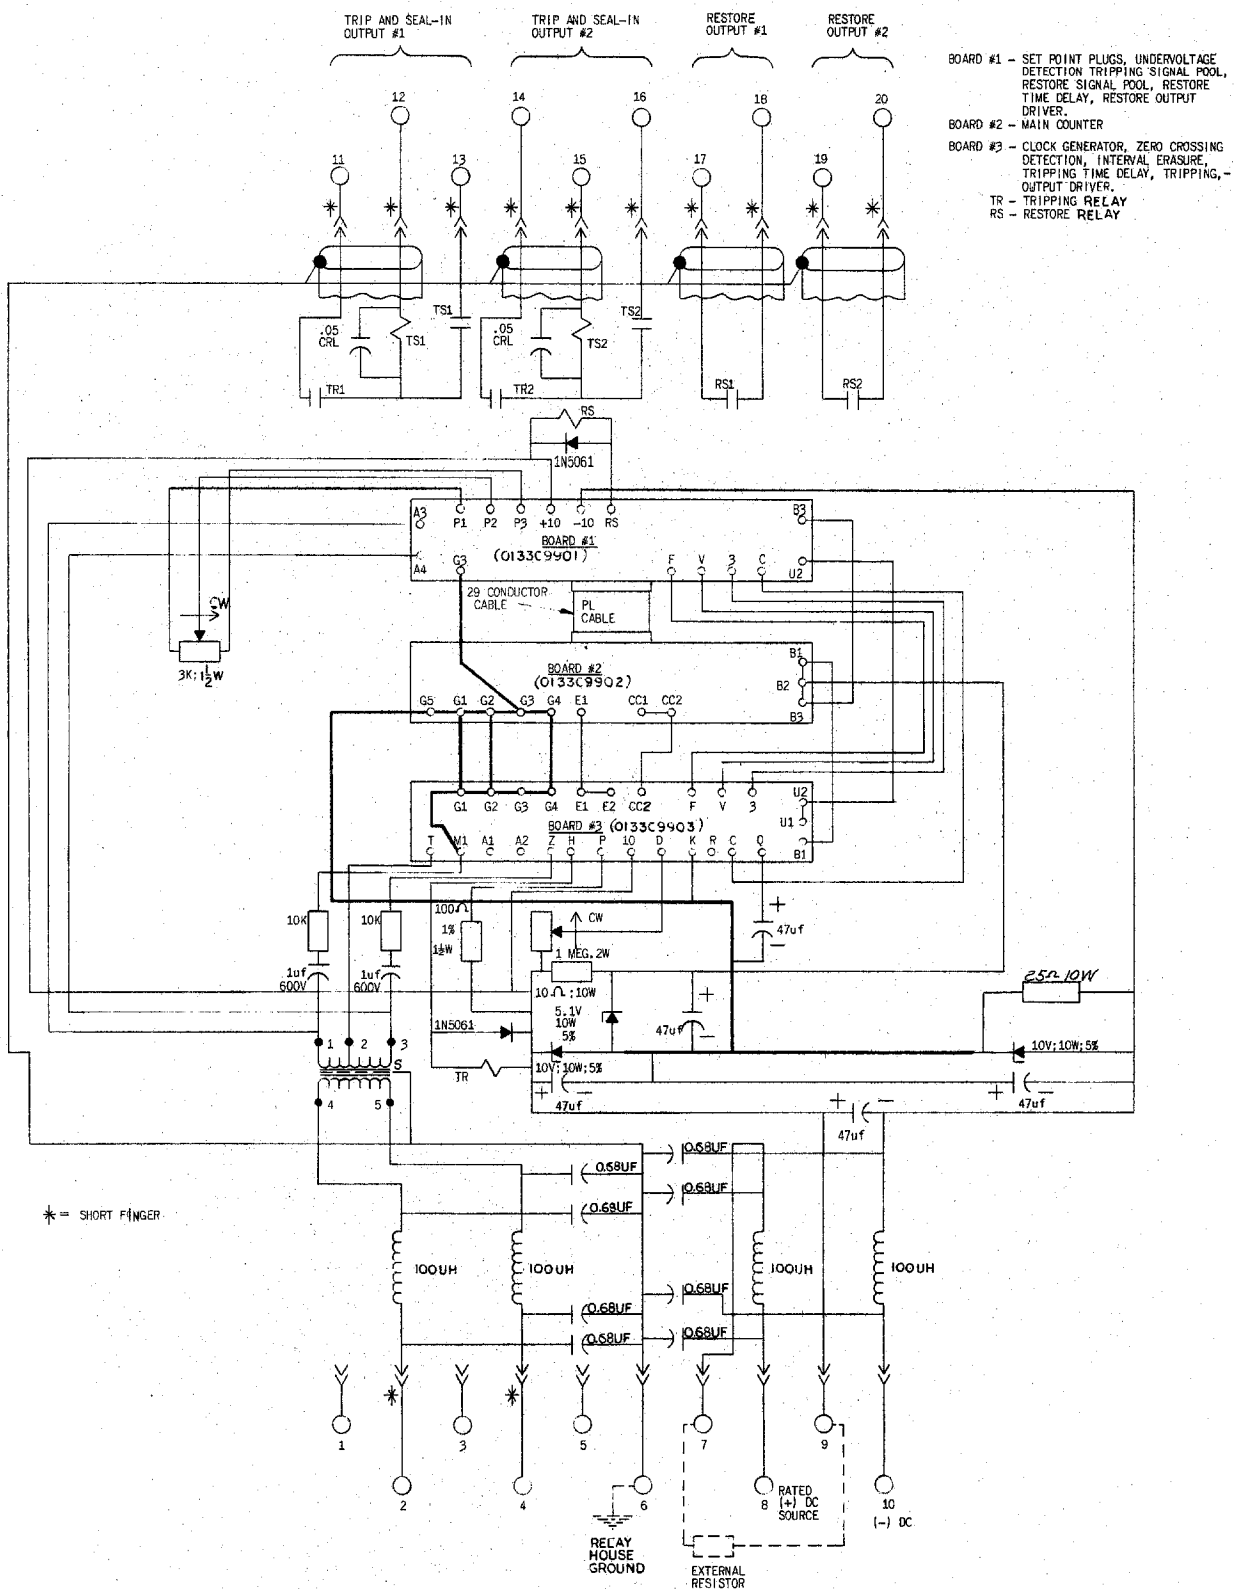 TRIP AND SEAL-IN
OUTPUT #1
TRIP AND SEAL-IN
OUTPUT #2
RESTORE
OUTPUT #1
RESTORE
OUTPUT #2
BOARD #1 - SET POINT PLUGS, UNDERVOLTAGE
DETECTION TRIPPING SIGNAL POOL,
RESTORE SIGNAL POOL, RESTORE
TIME DELAY, RESTORE OUTPUT
DRIVER.
BOARD #2 - MAIN COUNTER
BOARD #3 - CLOCK GENERATOR, ZERO CROSSING
DETECTION, INTERVAL ERASURE,
TRIPPING TIME DELAY, TRIPPING,-
OUTPUT DRIVER.
TR - TRIPPING RELAY
RS - RESTORE RELAY
12 14 16 18 20
11 13 15 17 19
* * * * * * * *
.05
CRL
TS1
TS1
TR1
.05
CRL
TS2
TS2
TR2
RS1
RS2
RS
1N5061
A3 P1 P2 P3 +10 -10 RS B3
BOARD #1
(0133C9901)
A4 G3 F V 3 C U2
CW
3K;1½W
29 CONDUCTOR
CABLE
PL
CABLE
BOARD #2
(0133C9902)
B1
B2
B3
G5 G1 G2 G3 G4 E1 CC1 CC2
G1 G2 G3 G4 E1 E2 CC2 F V 3 U2
U1
B1
BOARD #3 (0133C9903)
T M1 A1 A2 Z H P 10 D K R C Q
10K
10K
100Ω
1%
1½W
CW
1 MEG.2W
+
47uf
-
1uf
600V
1uf
600V
10Ω;10W
5.1V
10W
5%
+
47uf
-
25Ω 10W
1N5061
1 2 3
S
4 5
TR
10V;10W;5%
10V;10W;5%
+ -
47uf
+ -
47uf
+ -
47uf
0.68UF
0.68UF
0.68UF
0.68UF
* = SHORT FINGER
100UH
100UH
100UH
100UH
0.68UF
0.68UF
0.68UF
0.68UF
* *
1 3 5 7 9
2 4 6 8 10
RATED
(+) DC
SOURCE
(-) DC
RELAY
HOUSE
GROUND
EXTERNAL
RESISTOR